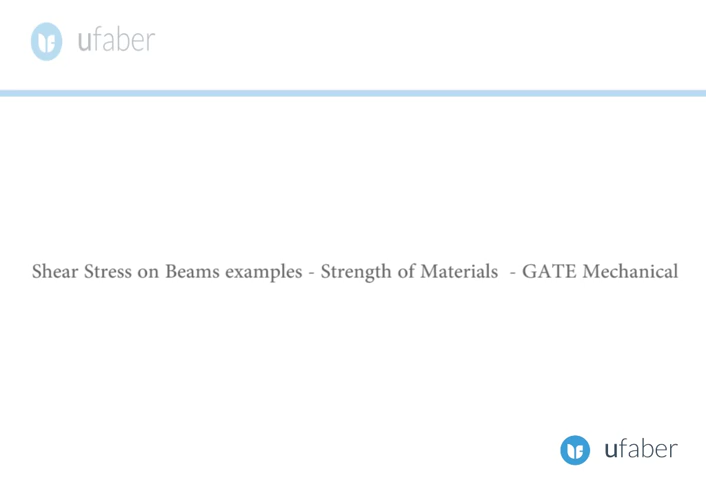 ufaber
Shear Stress on Beams examples - Strength of Materials - GATE Mechanical
ufaber